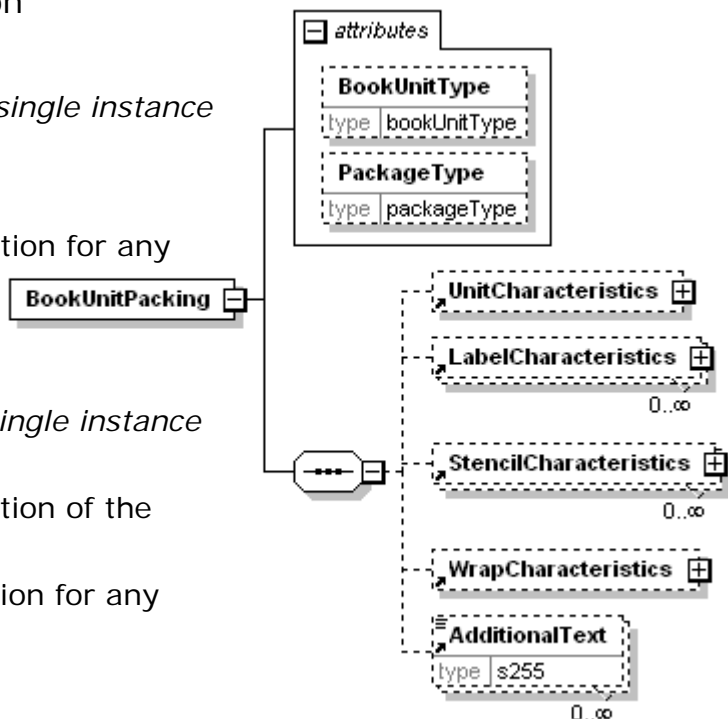 on
single instance
tion for any
single instance
tion of the
ion for any
attributes
BookUnitType
type bookUnitType
PackageType
type packageType
BookUnitPacking
UnitCharacteristics
LabelCharacteristics
0..∞
StencilCharacteristics
0..∞
WrapCharacteristics
AdditionalText
type s255
0..∞